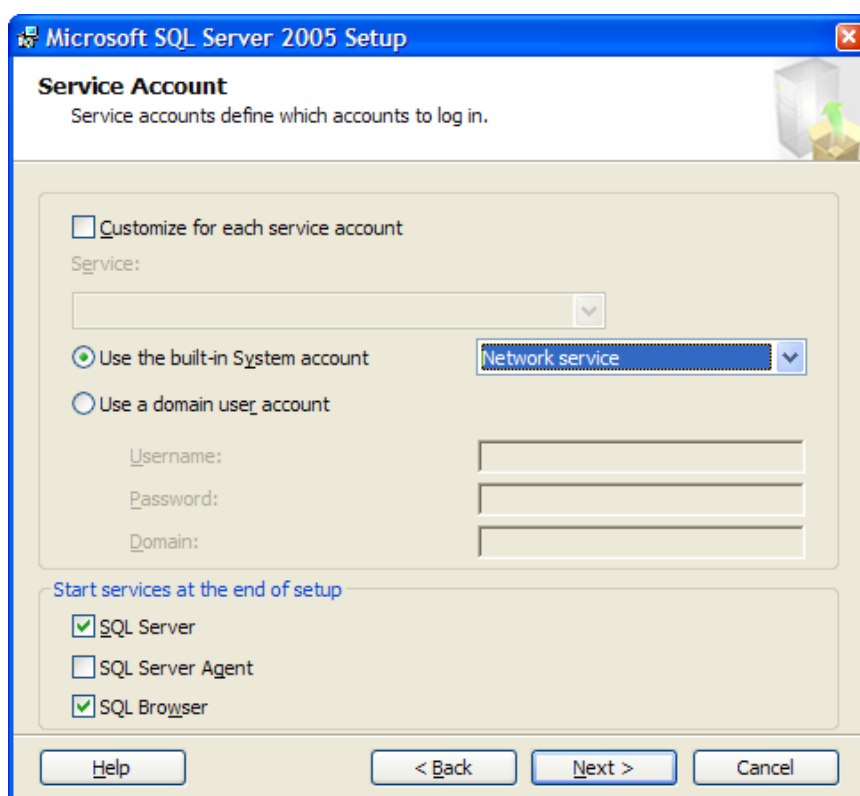 Microsoft SQL Server 2005 Setup
Service Account
Service accounts define which accounts to log in.
Customize for each service account
Service:
Use the built-in System account
Network service
Use a domain user account
Username:
Password:
Domain:
Start services at the end of setup
SQL Server
SQL Server Agent
SQL Browser
Help
< Back
Next >
Cancel